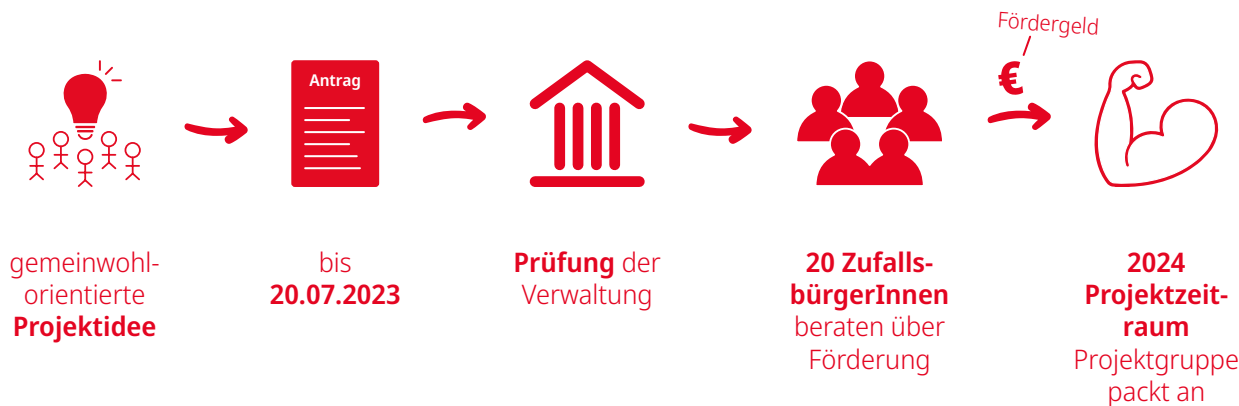 Fördergeld
€
Antrag
gemeinwohl-
orientierte
Projektidee
bis
20.07.2023
Prüfung der
Verwaltung
20 Zufalls-
bürgerInnen
beraten über
Förderung
2024
Projektzeit-
raum
Projektgruppe
packt an